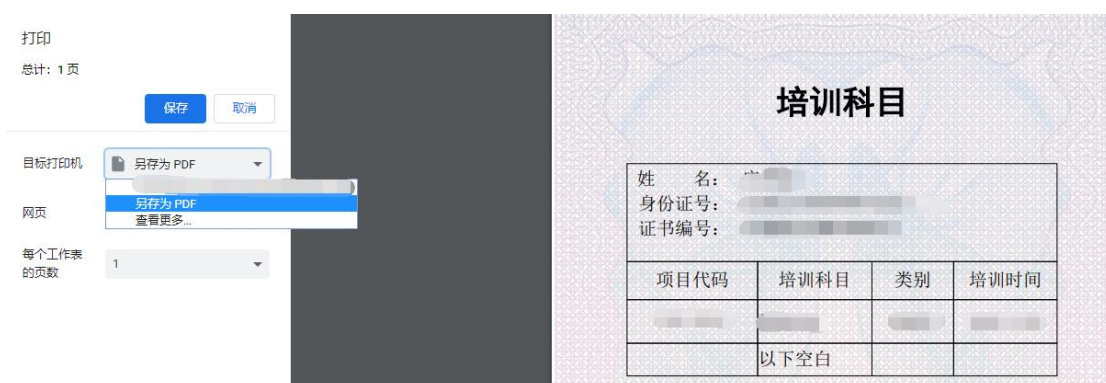 打印
总计：1 页
保存 取消
目标打印机 另存为 PDF
另存为 PDF
网页
查看更多...
每个工作表
的页数
1
培训科目
姓 名：
身份证号：
证书编号：
项目代码 培训科目 类别 培训时间
以下空白